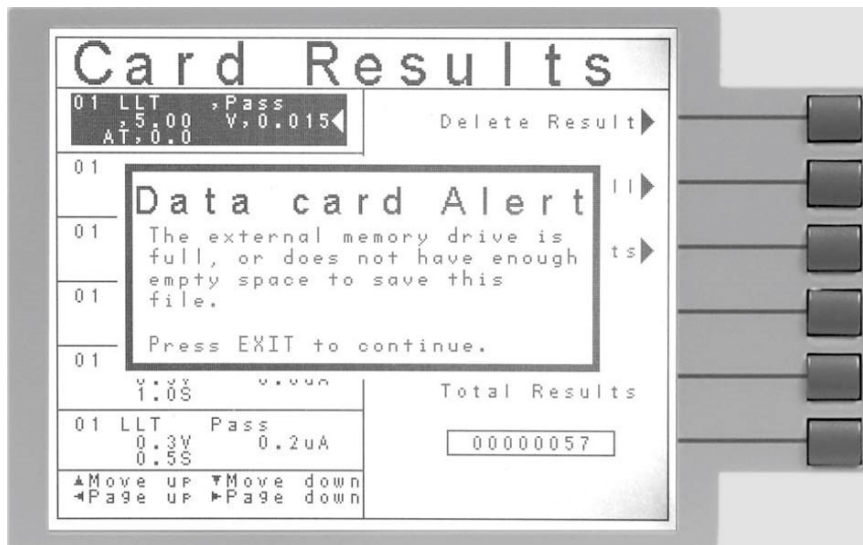 Card Results
01 LLT ,Pass
,5.00 V,0.015
AT,0.0
Delete Result
01
ll
01
ts
01
01
1.0S
Data card Alert
The external memory drive is
full, or does not have enough
empty space to save this
file.
Press EXIT to continue.
Total Results
00000057
01 LLT Pass
0.3V 0.2uA
0.5S
▲Move up ▼Move down
◄Page up ►Page down